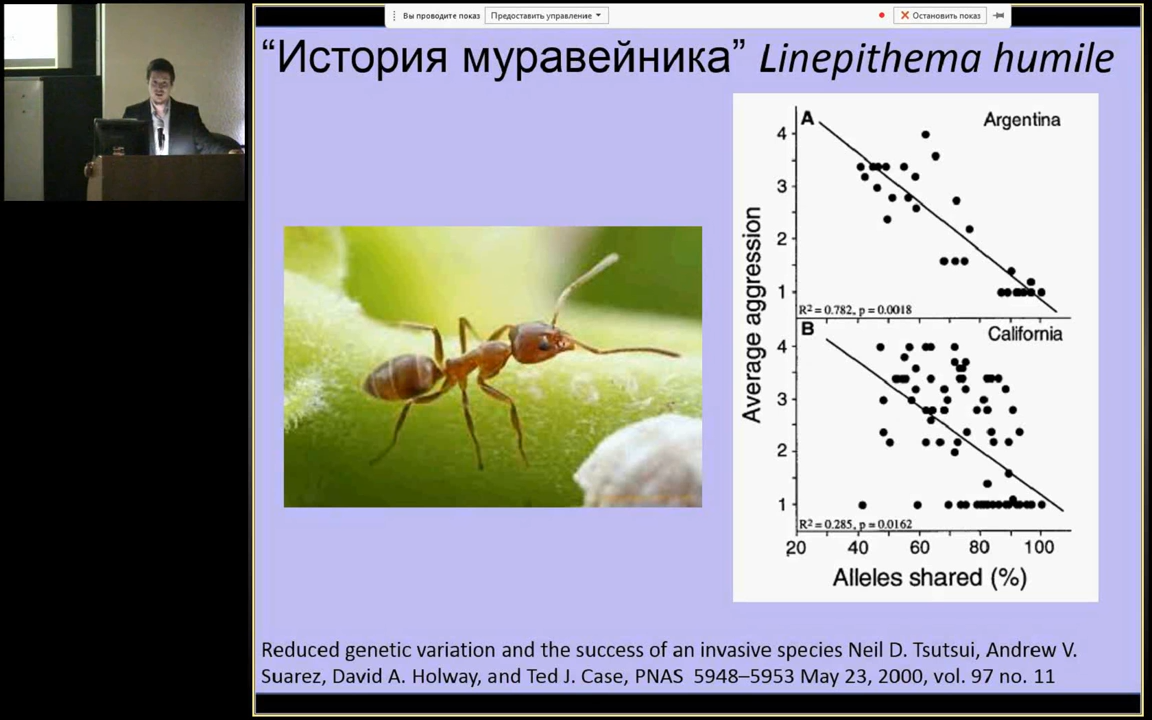 Вы проводите показ
Предоставить управление
Остановить показ
“История муравейника” Linepithema humile
A
Argentina
4
3
2
1
R² = 0.782, p = 0.0018
Average aggression
B
California
4
3
2
1
R² = 0.285, p = 0.0162
20 40 60 80 100
Alleles shared (%)
Reduced genetic variation and the success of an invasive species Neil D. Tsutsui, Andrew V.
Suarez, David A. Holway, and Ted J. Case, PNAS 5948–5953 May 23, 2000, vol. 97 no. 11